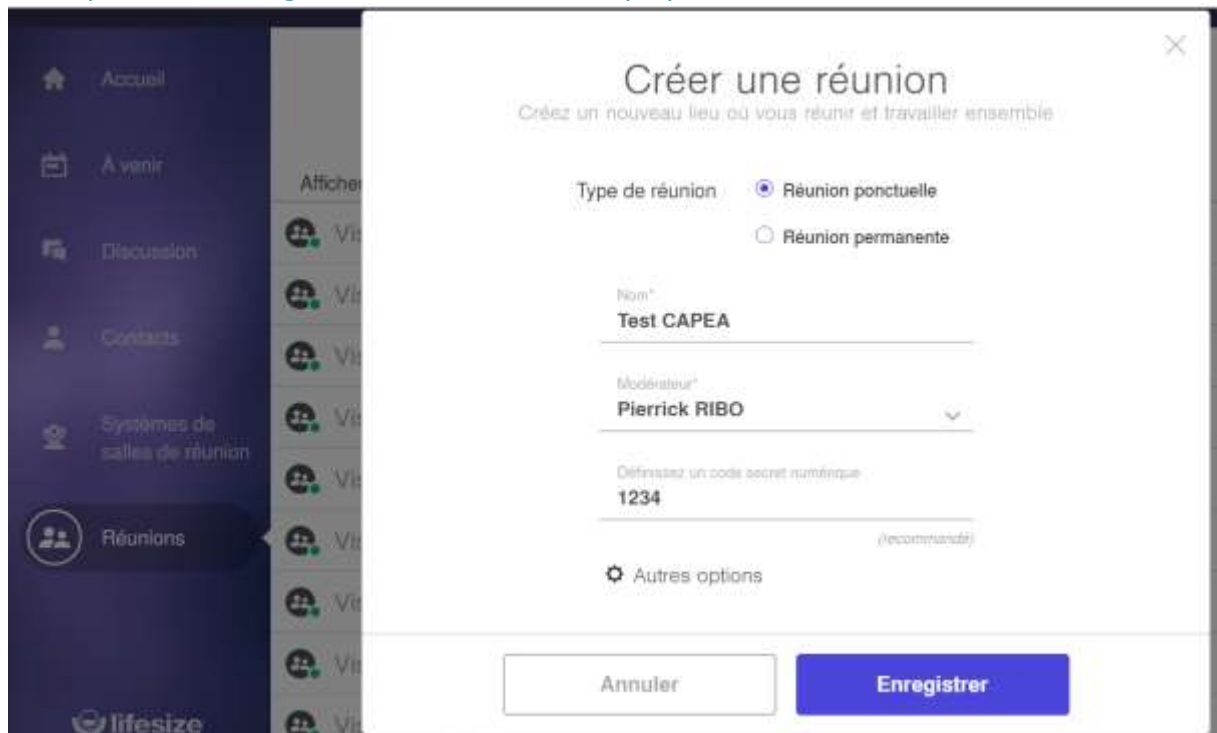 Créer une réunion
Créez un nouveau lieu où vous réunir et travailler ensemble
Accueil
À venir
Discussion
Contacts
Systèmes de
salles de réunion
Réunions
lifesize
Afficher
Type de réunion
Réunion ponctuelle
Réunion permanente
Nom*
Test CAPEA
Modérateur*
Pierrick RIBO
Définissez un code secret numérique
1234
(recommandé)
Autres options
Annuler
Enregistrer